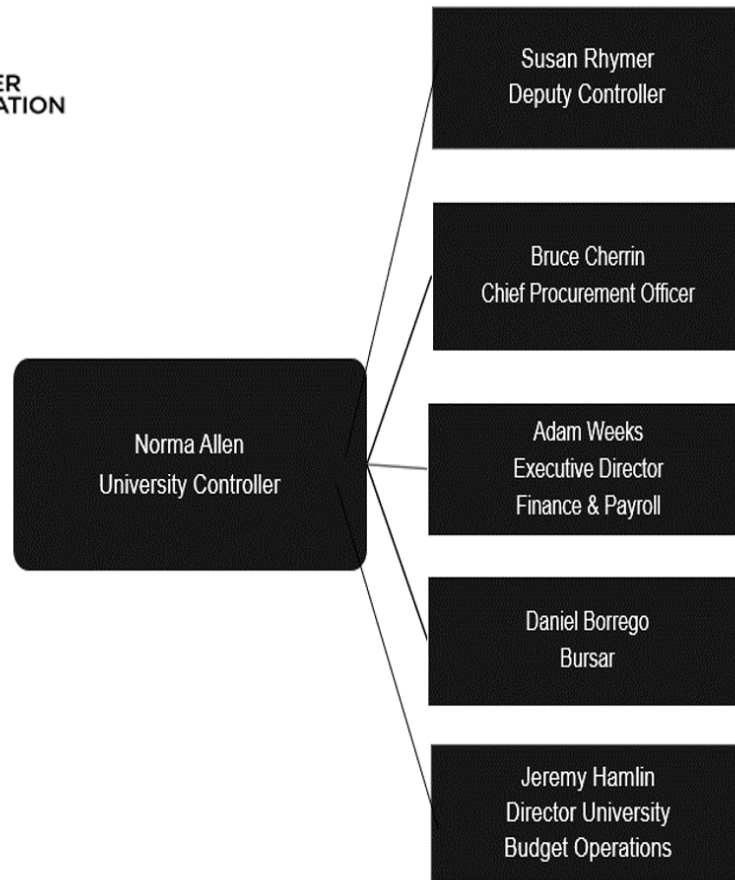 ATION
Susan Rhymer
Deputy Controller
Bruce Cherrin
Chief Procurement Officer
Norma Allen
University Controller
Adam Weeks
Executive Director
Finance & Payroll
Daniel Borrego
Bursar
Jeremy Hamlin
Director University
Budget Operations